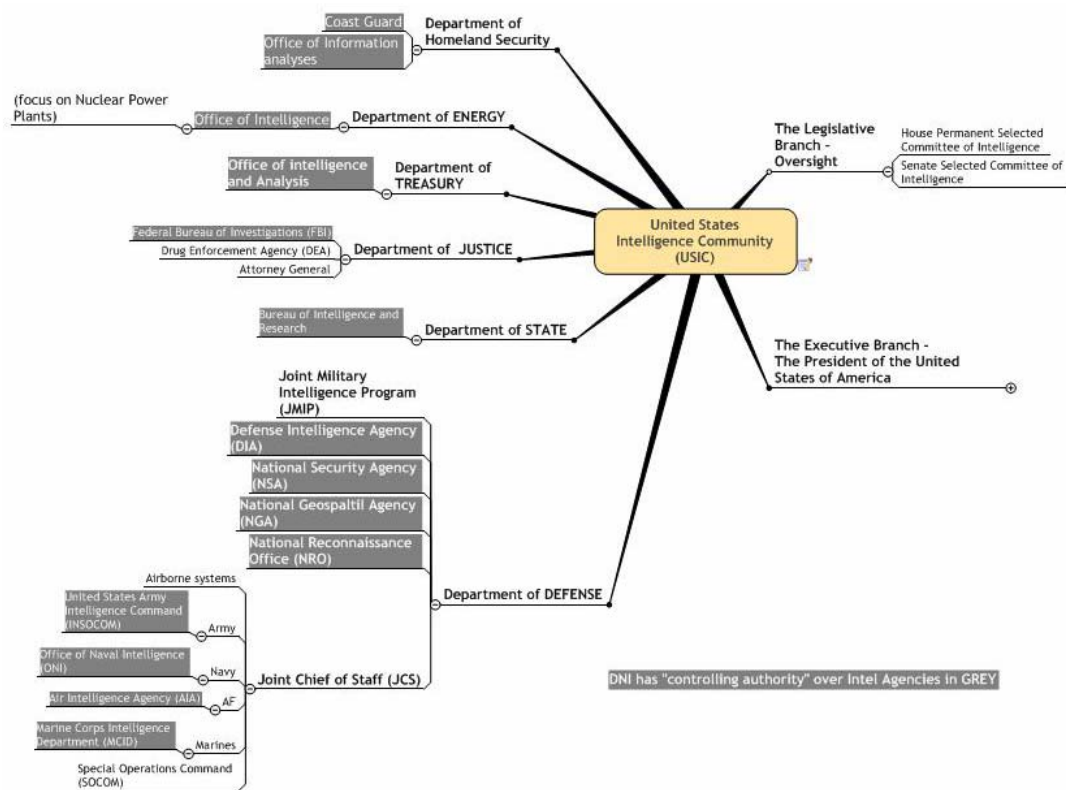 Coast Guard
Office of Information
analyses
Department of
Homeland Security
(focus on Nuclear Power
Plants)
Office of Intelligence
Department of ENERGY
Office of intelligence
and Analysis
Department of
TREASURY
Federal Bureau of Investigations (FBI)
Drug Enforcement Agency (DEA)
Attorney General
Department of JUSTICE
Bureau of Intelligence and
Research
Department of STATE
The Legislative
Branch -
Oversight
House Permanent Selected
Committee of Intelligence
Senate Selected Committee of
Intelligence
United States
Intelligence Community
(USIC)
The Executive Branch -
The President of the United
States of America
Joint Military
Intelligence Program
(JMIP)
Defense Intelligence Agency
(DIA)
National Security Agency
(NSA)
National Geospaltil Agency
(NGA)
National Reconnaissance
Office (NRO)
Department of DEFENSE
Airborne systems
United States Army
Intelligence Command
(INSOCOM)
Army
Office of Naval Intelligence
(ONI)
Navy
Air Intelligence Agency (AIA)
AF
Marine Corps Intelligence
Department (MCID)
Marines
Special Operations Command
(SOCOM)
Joint Chief of Staff (JCS)
DNI has "controlling authority" over Intel Agencies in GREY